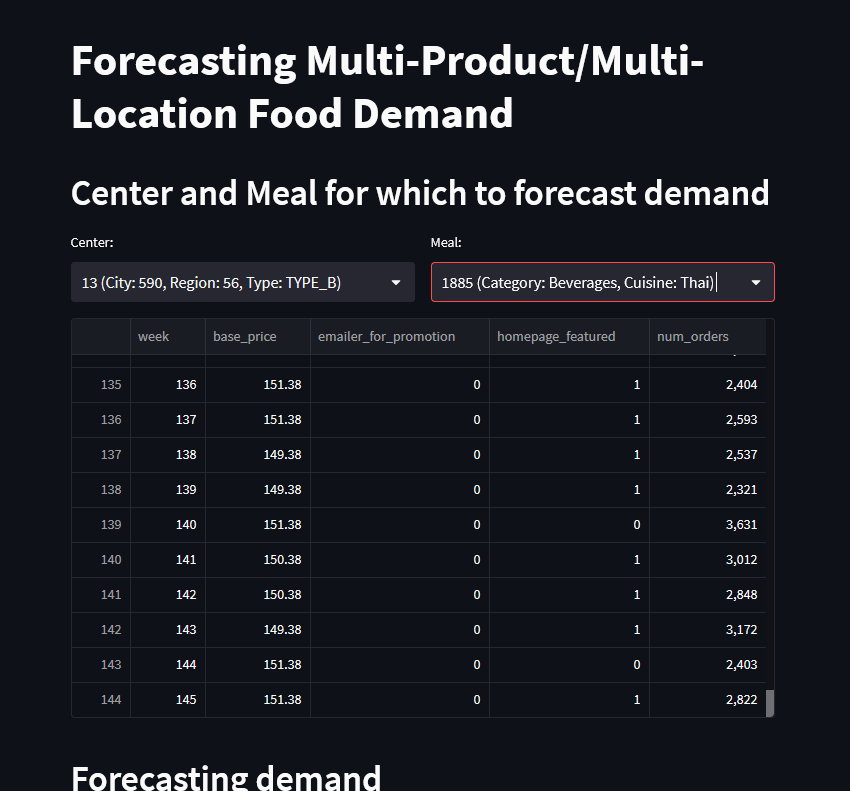 Forecasting Multi-Product/Multi-
Location Food Demand
Center and Meal for which to forecast demand
Center: Meal:
13 (City: 590, Region: 56, Type: TYPE_B) 1885 (Category: Beverages, Cuisine: Thai)
week base_price emailer_for_promotion homepage_featured num_orders
135 136 151.38 0 1 2,404
136 137 151.38 0 1 2,593
137 138 149.38 0 1 2,537
138 139 149.38 0 1 2,321
139 140 151.38 0 0 3,631
140 141 150.38 0 1 3,012
141 142 150.38 0 1 2,848
142 143 149.38 0 1 3,172
143 144 151.38 0 0 2,403
144 145 151.38 0 1 2,822
Forecasting demand